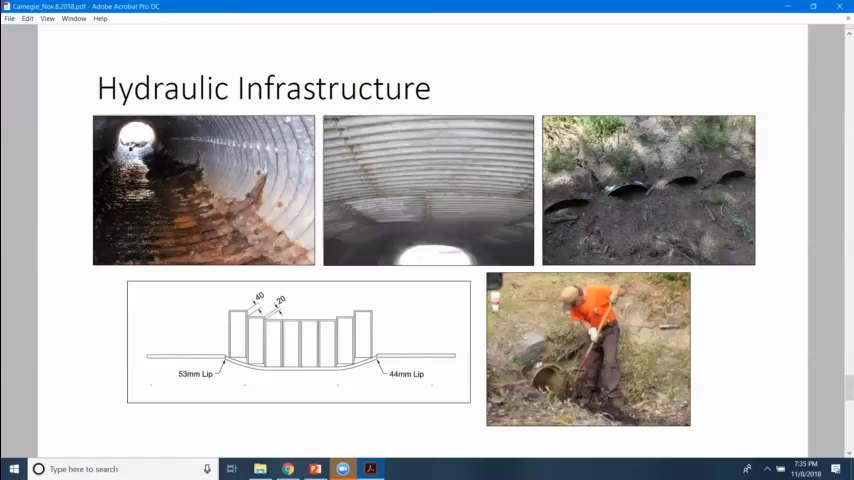 Carnegie_Nov.8.2018.pdf - Adobe Acrobat Pro DC
File Edit View Window Help
Hydraulic Infrastructure
40
20
53mm Lip
44mm Lip
Type here to search
7:35 PM
11/8/2018